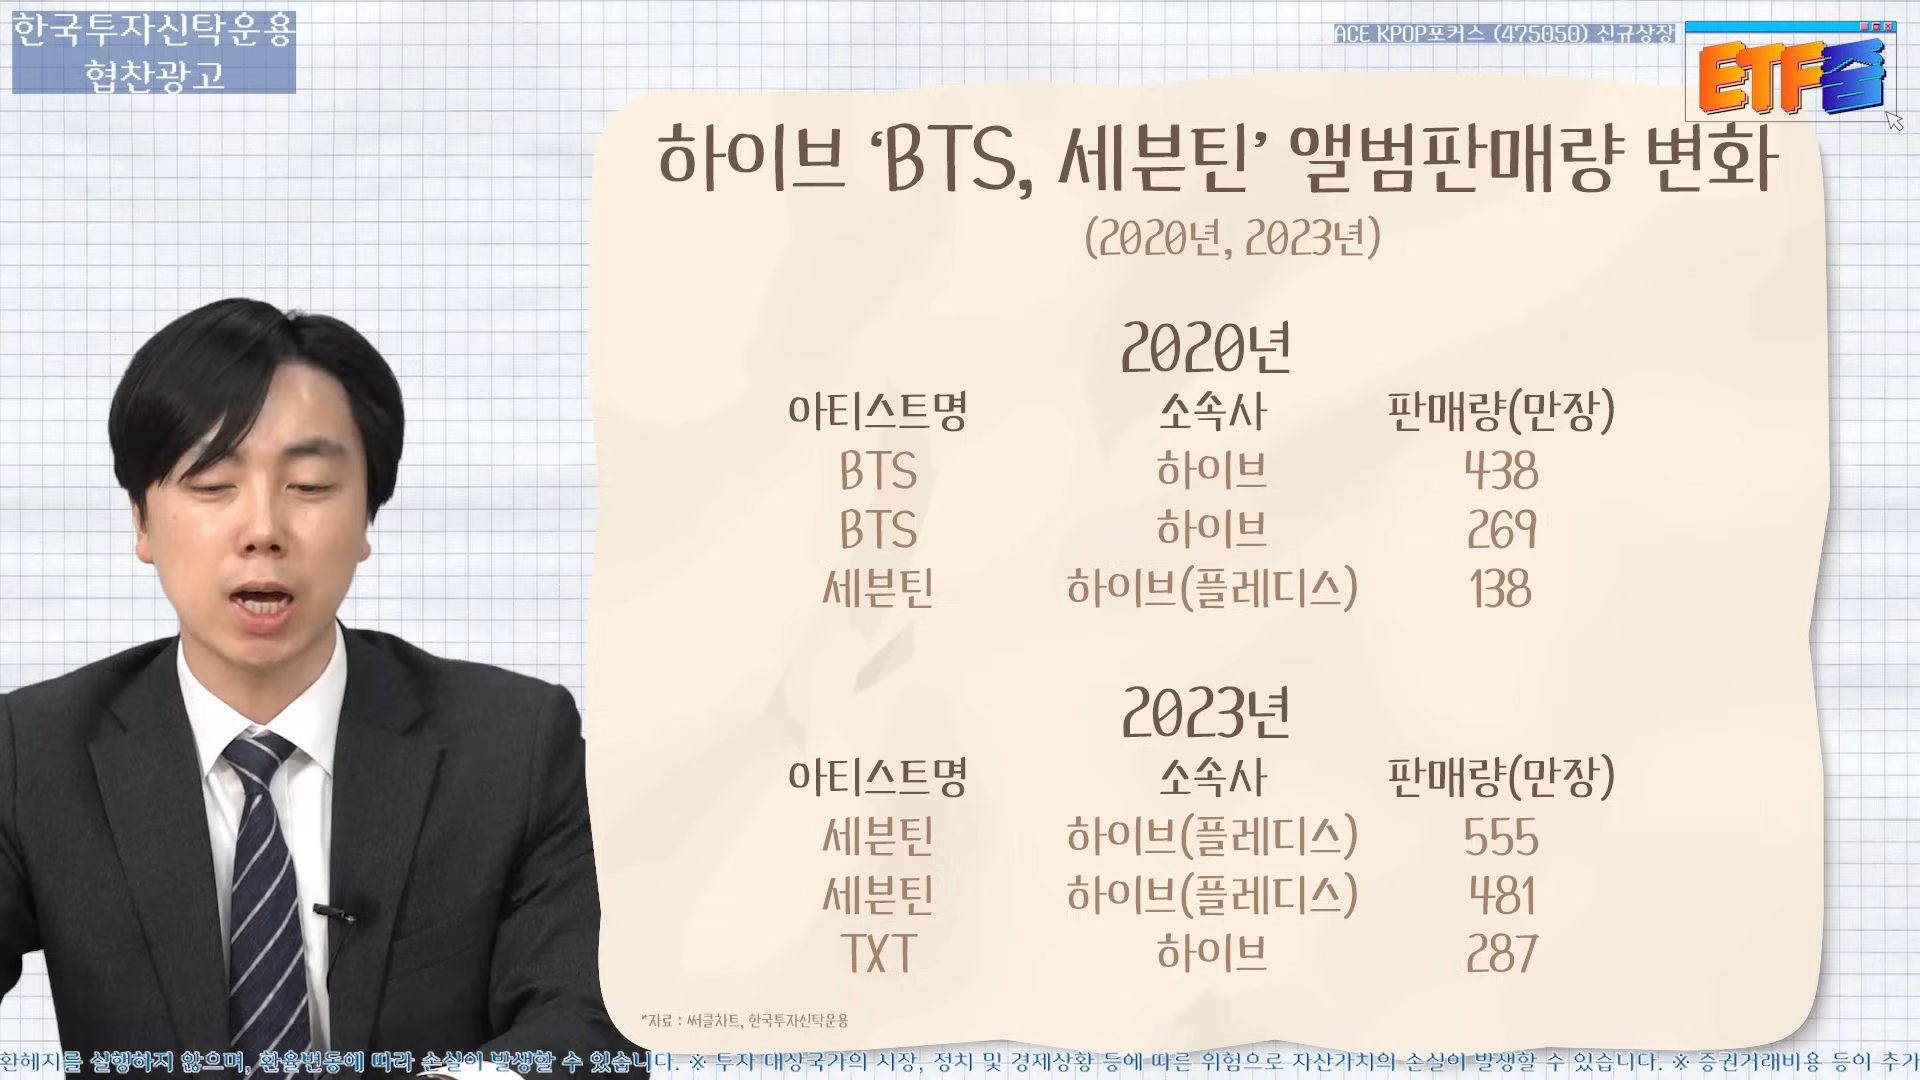 한국투자신탁운용
협찬광고
ACE KPOP포커스 (475050) 신규상장
ETF줍
하이브 ‘BTS, 세븐틴’ 앨범판매량 변화
(2020년, 2023년)
2020년
아티스트명 소속사 판매량(만장)
BTS 하이브 438
BTS 하이브 269
세븐틴 하이브(플레디스) 138
2023년
아티스트명 소속사 판매량(만장)
세븐틴 하이브(플레디스) 555
세븐틴 하이브(플레디스) 481
TXT 하이브 287
*자료 : 써클차트, 한국투자신탁운용
환헤지를 실행하지 않으며, 환율변동에 따라 손실이 발생할 수 있습니다. ※ 투자 대상국가의 시장, 정치 및 경제상황 등에 따른 위험으로 자산가치의 손실이 발생할 수 있습니다. ※ 증권거래비용 등이 추가